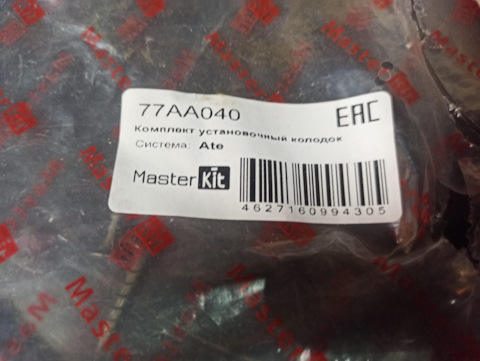 77AA040
EAC
Комплект установочный колодок
Система: Ate
Master Kit
4627160994305